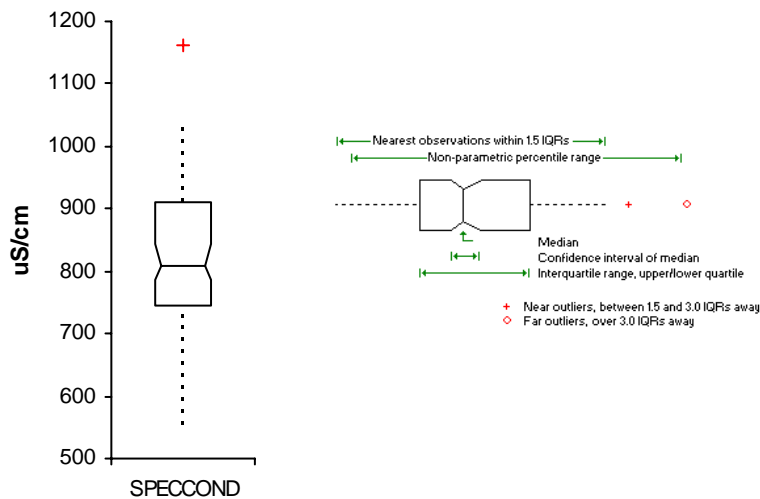 1200
1100
1000
900
800
700
600
500
uS/cm
SPECCOND
Nearest observations within 1.5 IQRs
Non-parametric percentile range
Median
Confidence interval of median
Interquartile range, upper/lower quartile
Near outliers, between 1.5 and 3.0 IQRs away
Far outliers, over 3.0 IQRs away